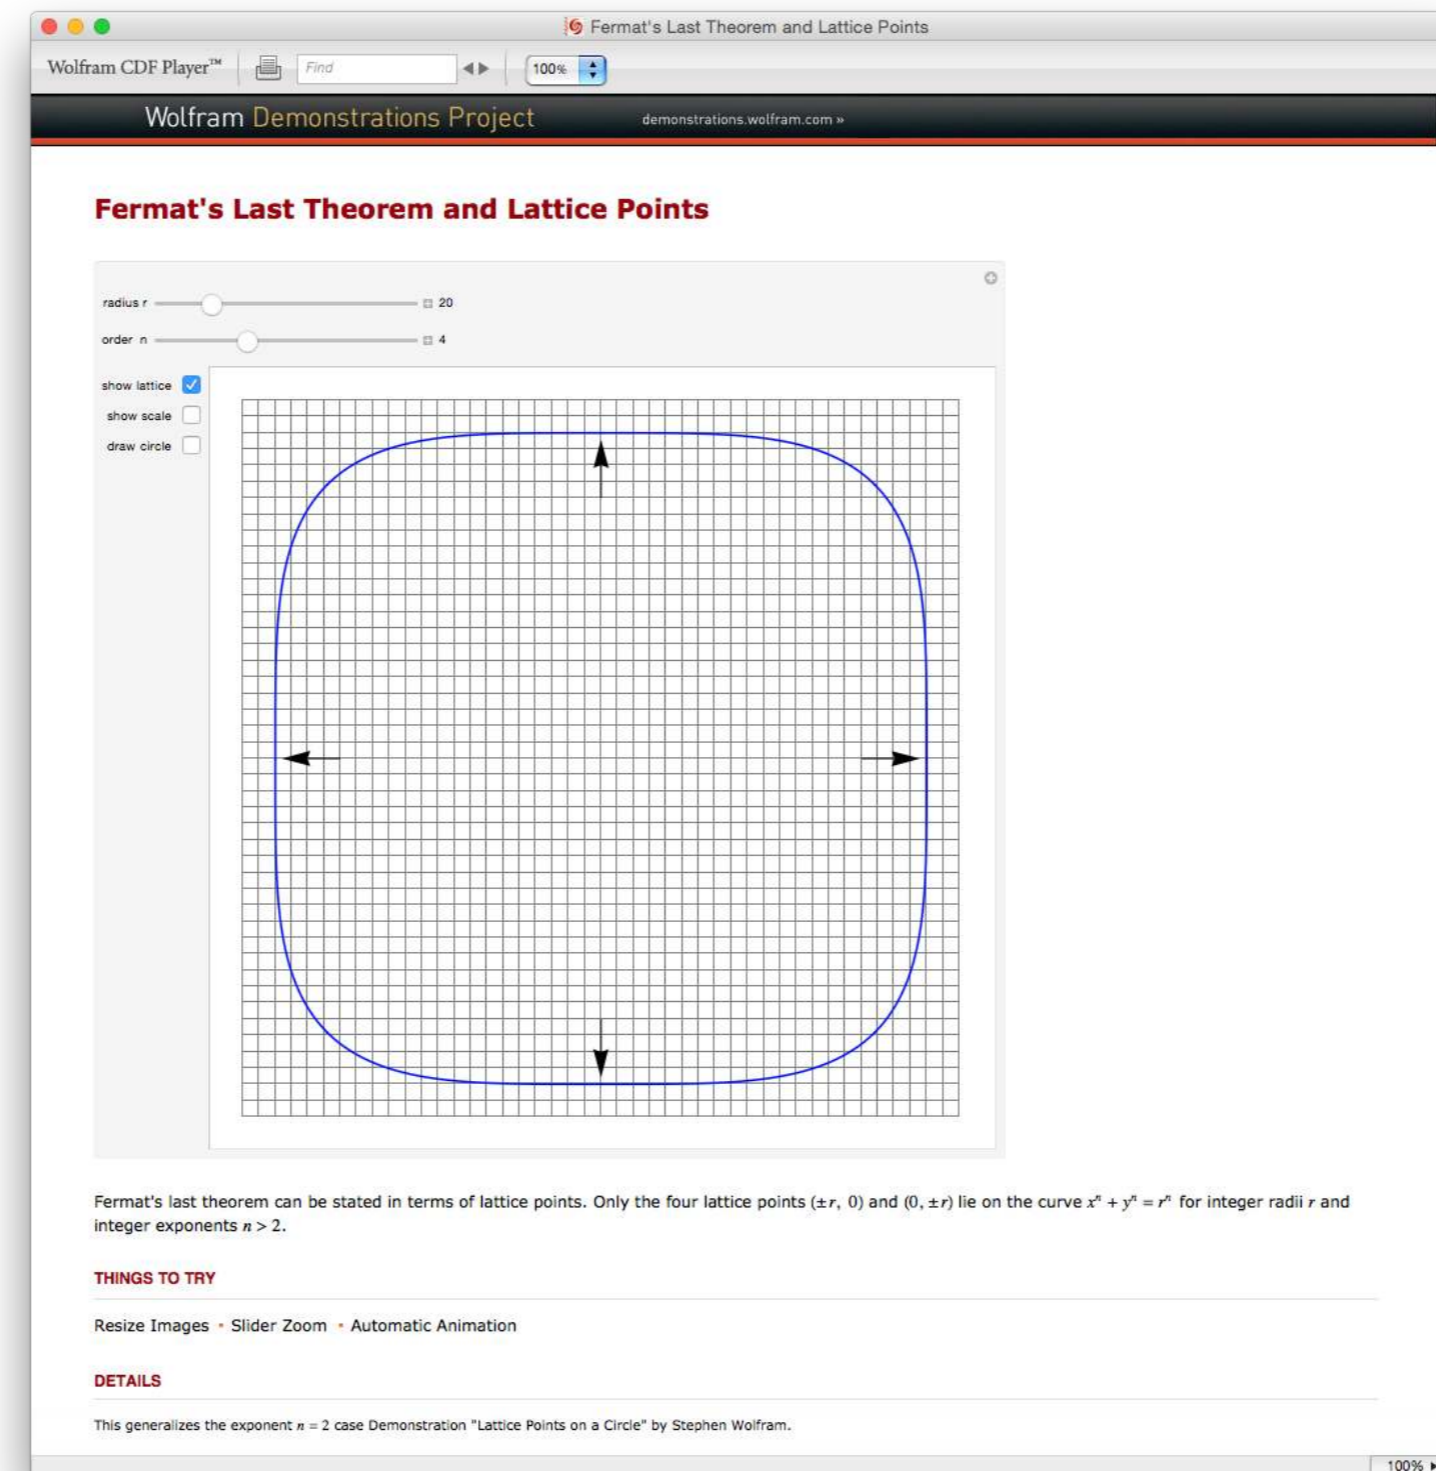 Fermat's Last Theorem and Lattice Points
Wolfram CDF Player™
Find
100%
Wolfram Demonstrations Project
demonstrations.wolfram.com »
Fermat's Last Theorem and Lattice Points
radius r 20
order n 4
show lattice
show scale
draw circle
Fermat's last theorem can be stated in terms of lattice points. Only the four lattice points (±r, 0) and (0, ±r) lie on the curve xⁿ + yⁿ = rⁿ for integer radii r and
integer exponents n > 2.
THINGS TO TRY
Resize Images ▪ Slider Zoom ▪ Automatic Animation
DETAILS
This generalizes the exponent n = 2 case Demonstration "Lattice Points on a Circle" by Stephen Wolfram.
100%